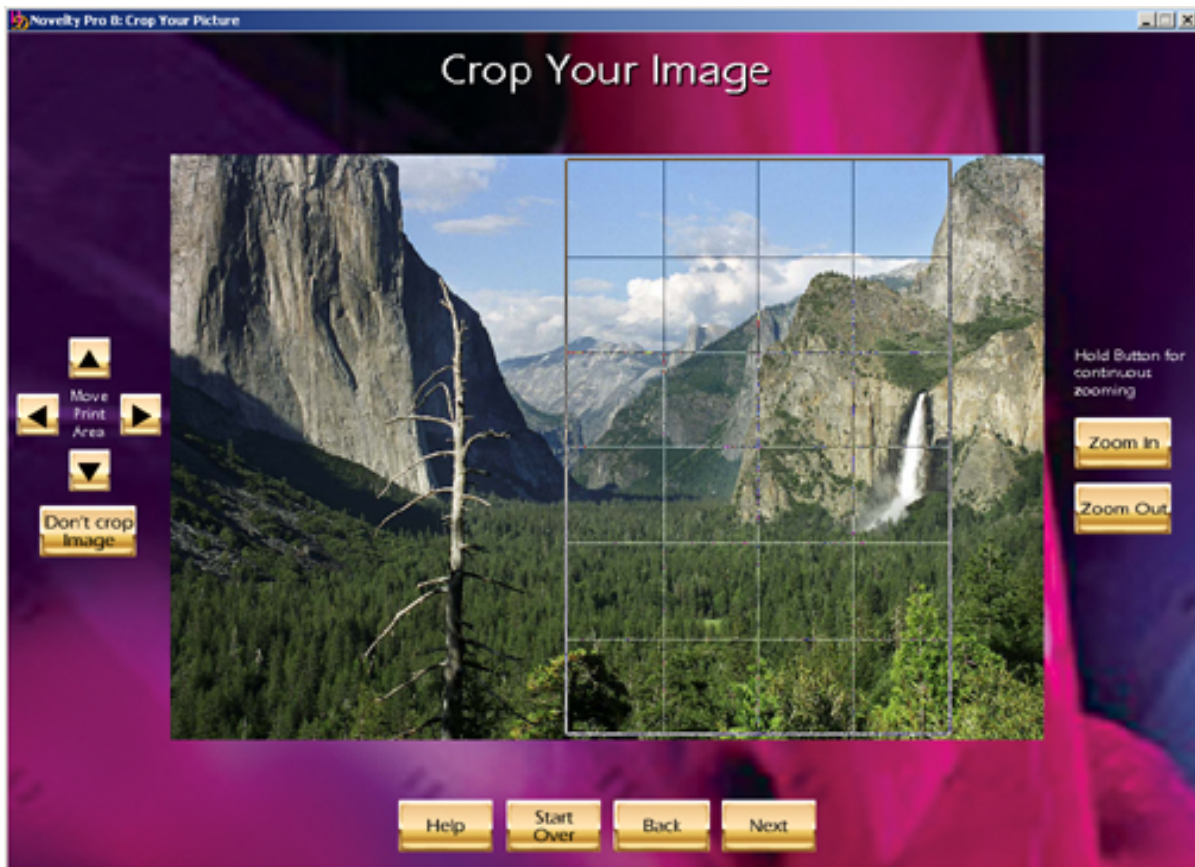 Novelty Pro 8: Crop Your Picture
Crop Your Image
Move
Print
Area
Don't crop
Image
Hold Button for
continuous
zooming
Zoom In
Zoom Out
Help
Start
Over
Back
Next